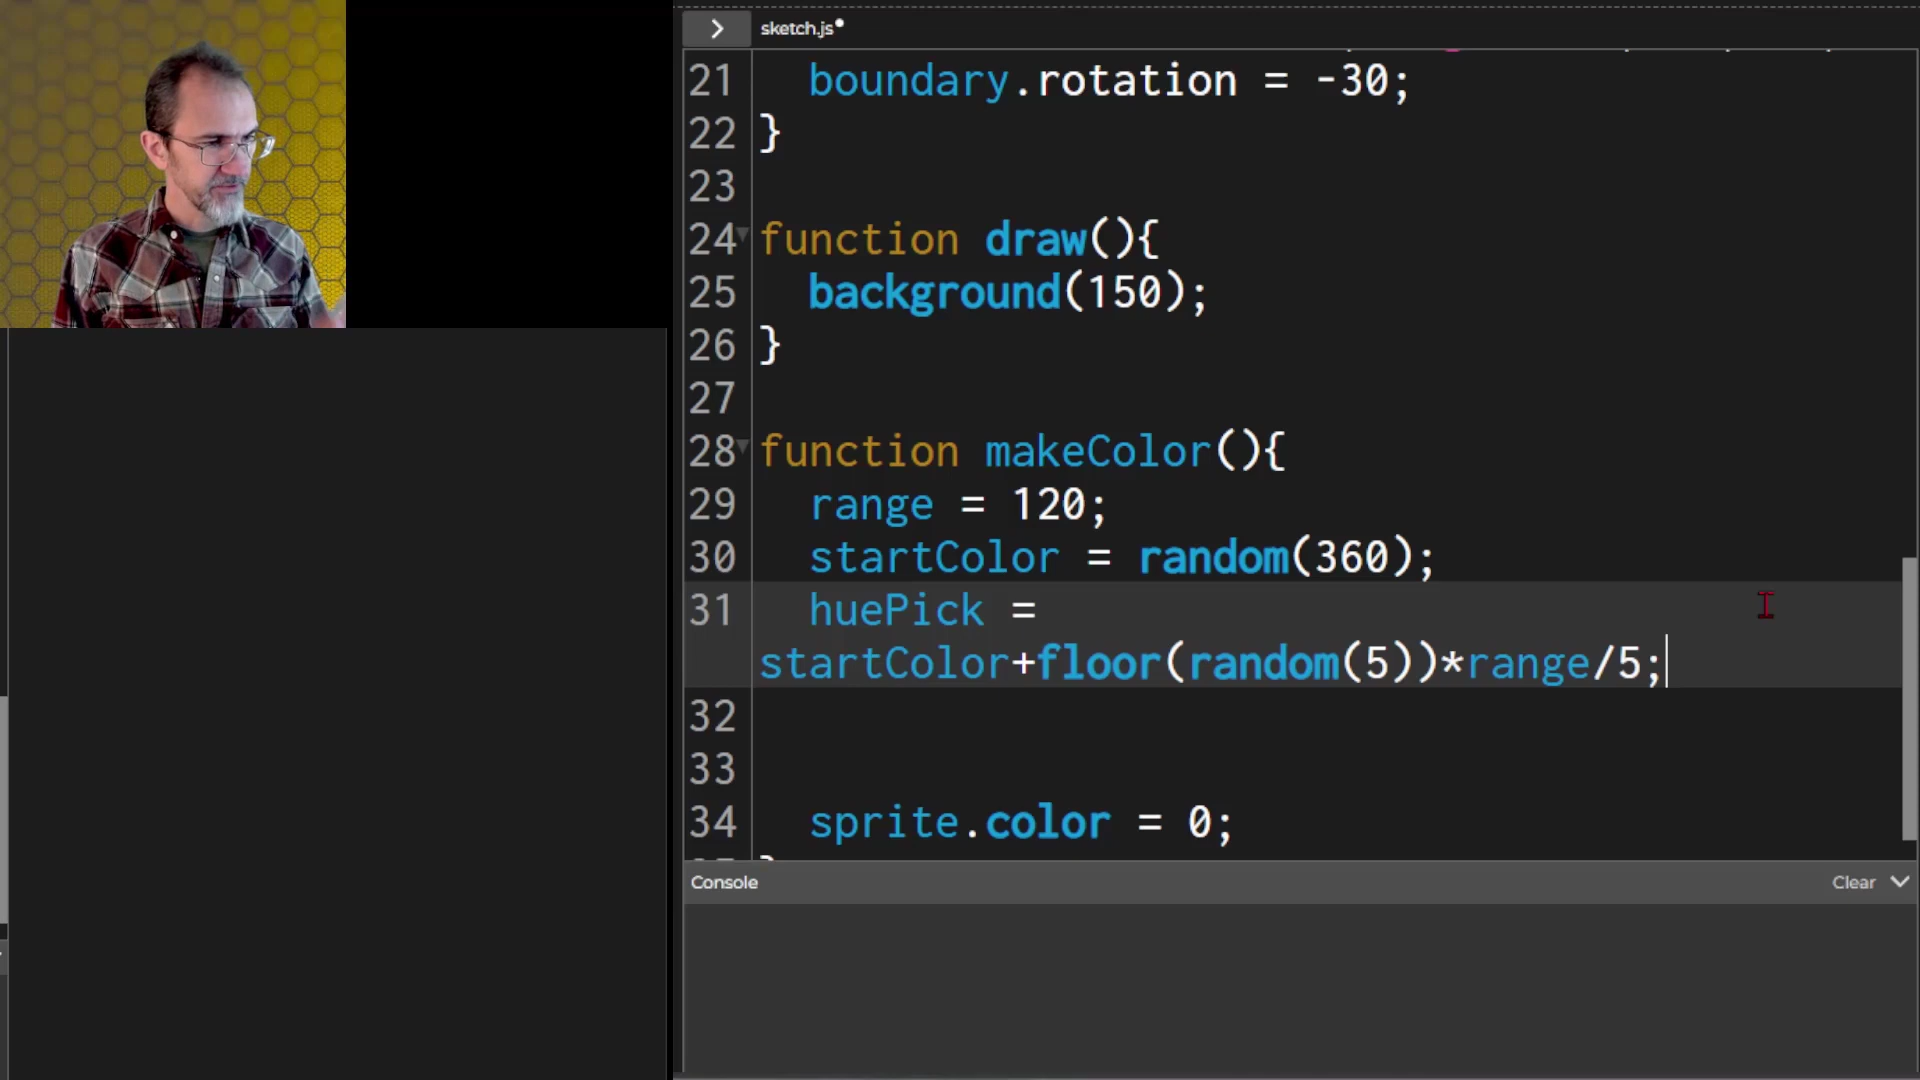 sketch.js•
21 boundary.rotation = -30;
22 }
23
24 function draw(){
25 background(150);
26 }
27
28 function makeColor(){
29 range = 120;
30 startColor = random(360);
31 huePick =
startColor+floor(random(5))*range/5;
32
33
34 sprite.color = 0;
Console Clear